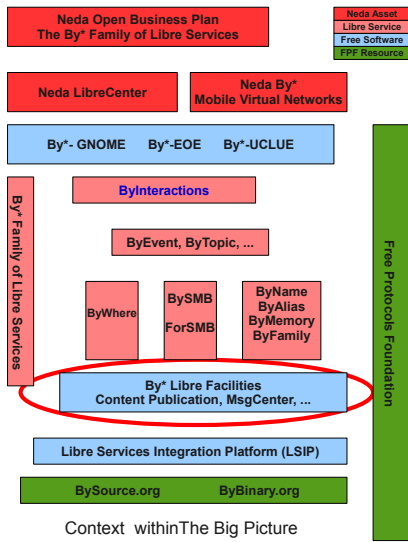 Neda Open Business Plan
The By* Family of Libre Services
Neda Asset
Libre Service
Free Software
FPF Resource
Neda LibreCenter
Neda By*
Mobile Virtual Networks
By*- GNOME By*-EOE By*-UCLUE
By* Family of Libre Services
ByInteractions
ByEvent, ByTopic, ...
ByWhere
BySMB
ForSMB
ByName
ByAlias
ByMemory
ByFamily
Free Protocols Foundation
By* Libre Facilities
Content Publication, MsgCenter, ...
Libre Services Integration Platform (LSIP)
BySource.org ByBinary.org
Context withinThe Big Picture